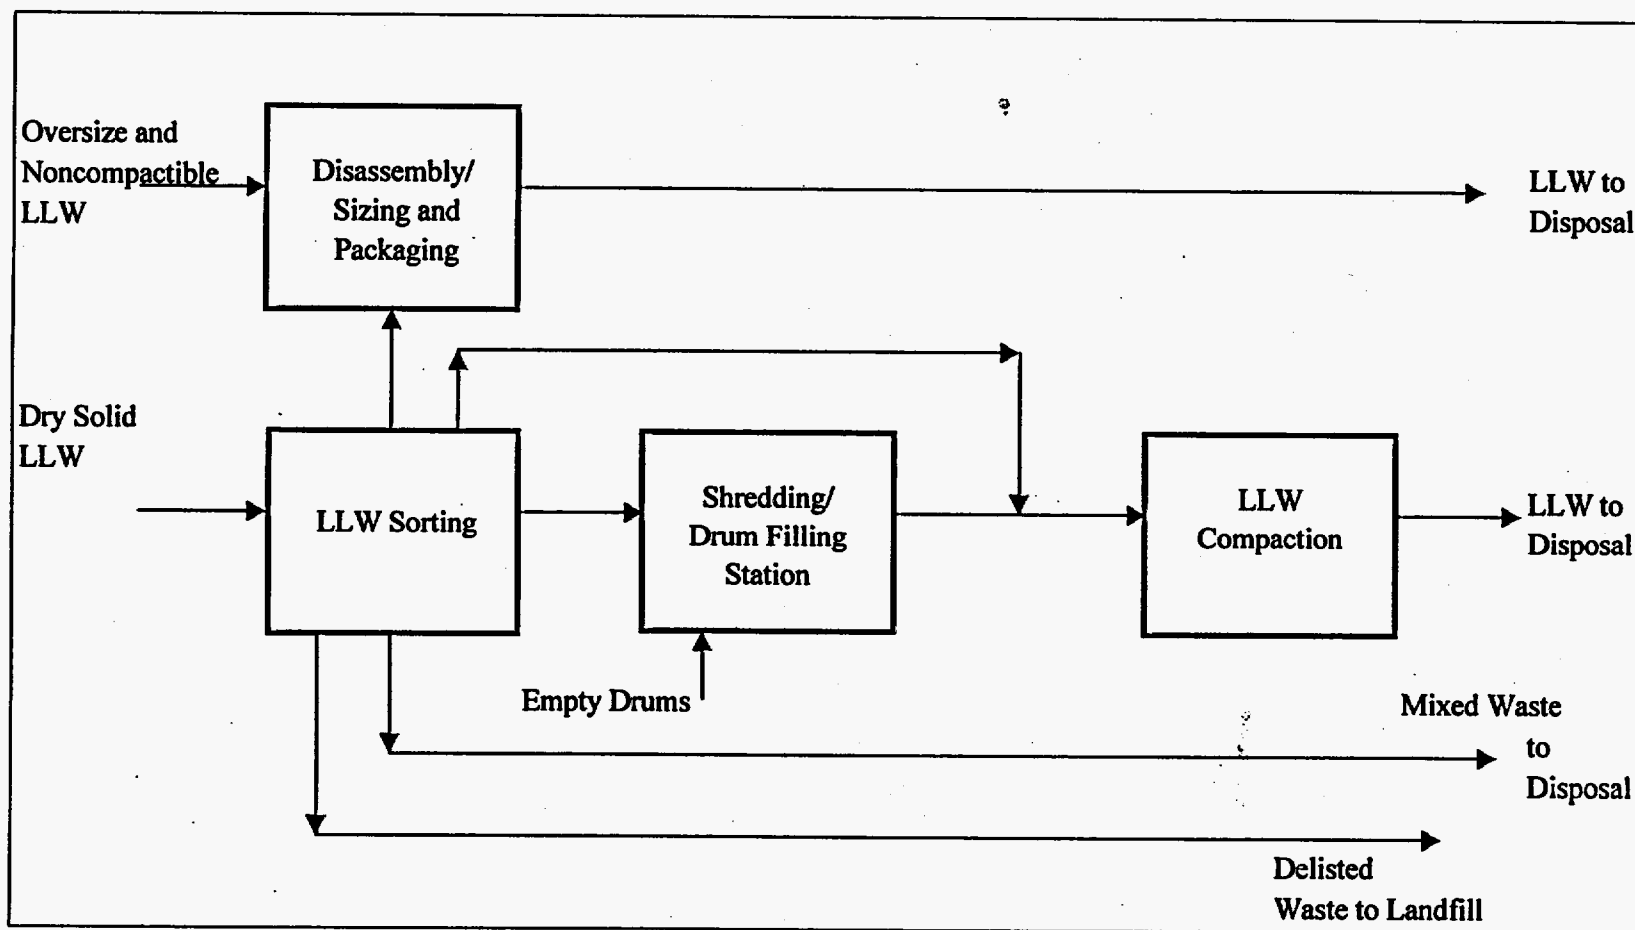 Oversize and
Noncompactible
LLW
Disassembly/
Sizing and
Packaging
LLW to
Disposal
Dry Solid
LLW
LLW Sorting
Shredding/
Drum Filling
Station
LLW
Compaction
LLW to
Disposal
Empty Drums
Mixed Waste
to
Disposal
Delisted
Waste to Landfill